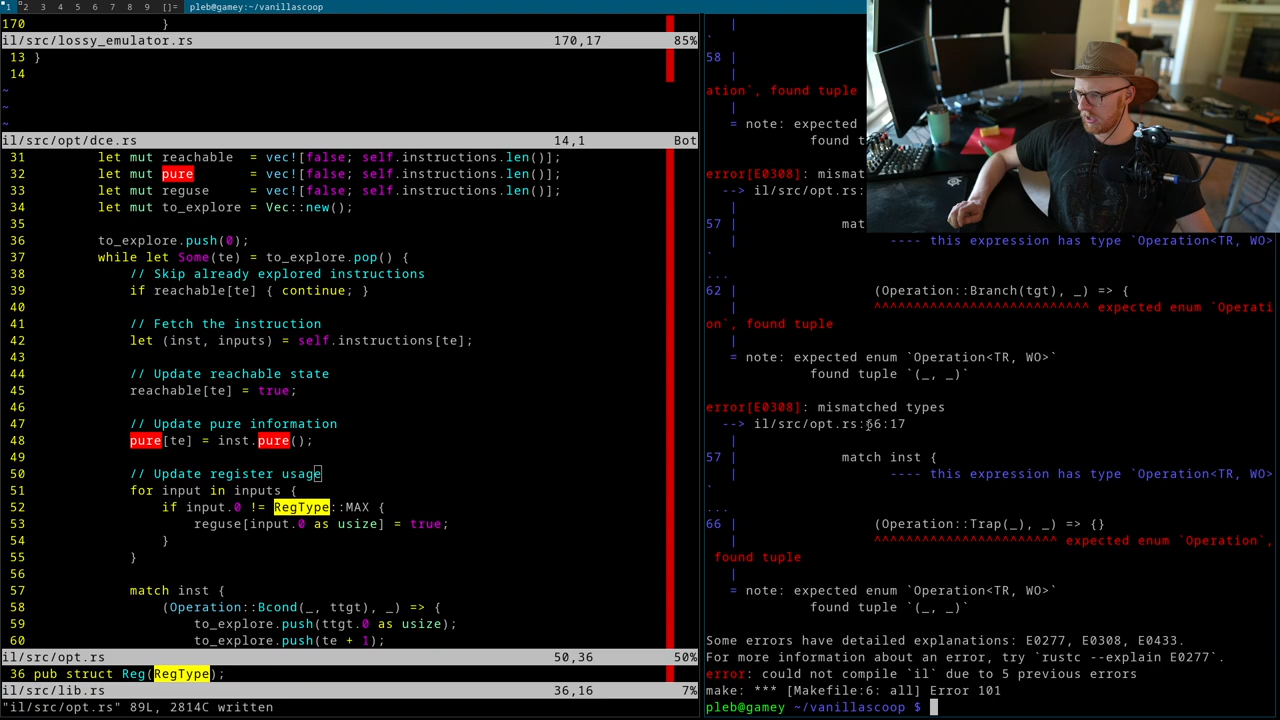 1 2 3 4 5 6 7 8 9 []= pleb@gamey:~/vanillascoop
170                 }
il/src/lossy_emulator.rs 170,17 85%
13 }
14
~
~
~
il/src/opt/dce.rs 14,1 Bot
31         let mut reachable  = vec![false; self.instructions.len()];
32         let mut pure       = vec![false; self.instructions.len()];
33         let mut reguse     = vec![false; self.instructions.len()];
34         let mut to_explore = Vec::new();
35
36         to_explore.push(0);
37         while let Some(te) = to_explore.pop() {
38             // Skip already explored instructions
39             if reachable[te] { continue; }
40
41             // Fetch the instruction
42             let (inst, inputs) = self.instructions[te];
43
44             // Update reachable state
45             reachable[te] = true;
46
47             // Update pure information
48             pure[te] = inst.pure();
49
50             // Update register usage
51             for input in inputs {
52                 if input.0 != RegType::MAX {
53                     reguse[input.0 as usize] = true;
54                 }
55             }
56
57             match inst {
58                 (Operation::Bcond(_, ttgt), _) => {
59                     to_explore.push(ttgt.0 as usize);
60                     to_explore.push(te + 1);
il/src/opt.rs 50,36 50%
36 pub struct Reg(RegType);
il/src/lib.rs 36,16 7%
"il/src/opt.rs" 89L, 2814C written
|
`
58 |
|
ation`, found tuple
|
= note: expected
found t
error[E0308]: mismat
--> il/src/opt.rs:
|
57 | mat
| ---- this expression has type `Operation<TR, WO>
`
...
62 |                 (Operation::Branch(tgt), _) => {
|                 ^^^^^^^^^^^^^^^^^^^^^^^^^^^ expected enum `Operati
on`, found tuple
|
= note: expected enum `Operation<TR, WO>`
found tuple `(_, _)`
error[E0308]: mismatched types
--> il/src/opt.rs:66:17
|
57 |             match inst {
|                   ---- this expression has type `Operation<TR, WO>
`
...
66 |                 (Operation::Trap(_), _) => {}
|                 ^^^^^^^^^^^^^^^^^^^^^^^ expected enum `Operation`,
found tuple
|
= note: expected enum `Operation<TR, WO>`
found tuple `(_, _)`
Some errors have detailed explanations: E0277, E0308, E0433.
For more information about an error, try `rustc --explain E0277`.
error: could not compile `il` due to 5 previous errors
make: *** [Makefile:6: all] Error 101
pleb@gamey ~/vanillascoop $